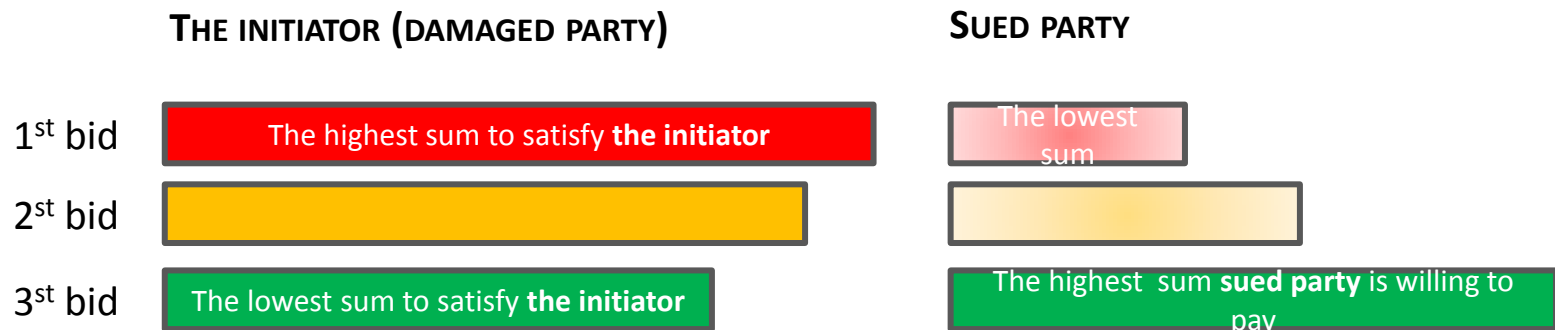 THE INITIATOR (DAMAGED PARTY)
SUED PARTY
1st bid
The highest sum to satisfy the initiator
The lowest
sum
2st bid
3st bid
The lowest sum to satisfy the initiator
The highest sum sued party is willing to
pay